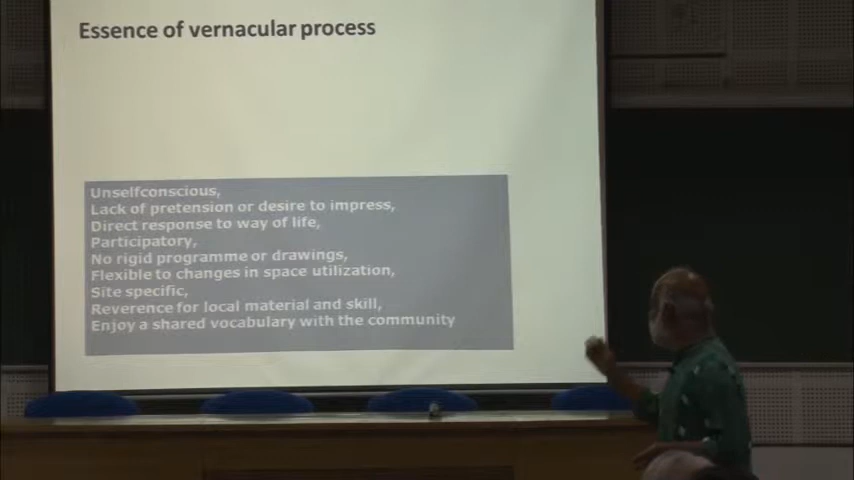 Essence of vernacular process
Unselfconscious,
Lack of pretension or desire to impress,
Direct response to way of life,
Participatory,
No rigid programme or drawings,
Flexible to changes in space utilization,
Site specific,
Reverence for local material and skill,
Enjoy a shared vocabulary with the community